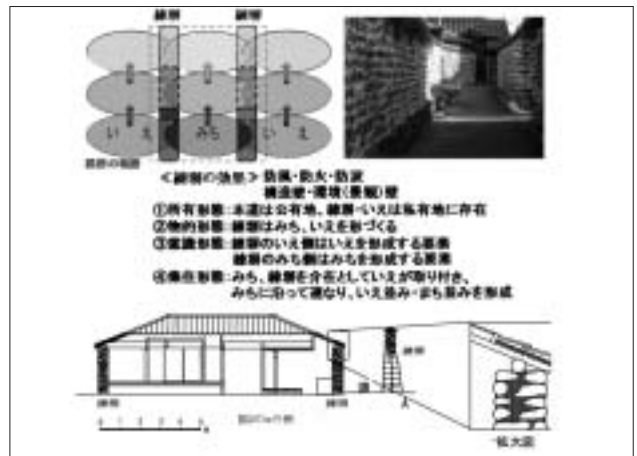 練塀 練塀
いえ みち いえ
≪練塀の効果≫ 防風・防火・防波
構造壁・環境(景観)壁
①所有形態:は公有地、練塀・いえは私有地に存在
②物的形態:練塀はみち、いえを形づくる
③意識形態:練塀のいえ側はいえを形成する要素
練塀のみち側はみちを形成する要素
④集住形態:みち、練塀を介在としていえが取り付き、
みちに沿って連なり、いえ並み・まち並みを形成
練塀
練塀 練塀
拡大図